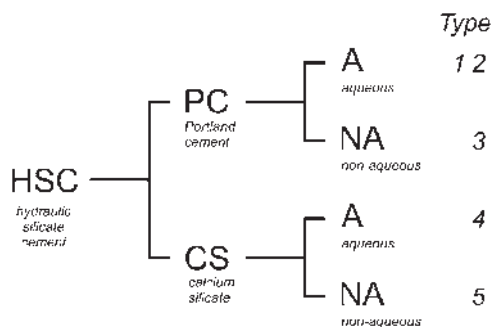 Type
A 1 2
aqueous
PC
Portland
cement
NA 3
non aqueous
HSC
hydraulic
silicate
cement
A 4
aqueous
CS
calcium
silicate
NA 5
non-aqueous